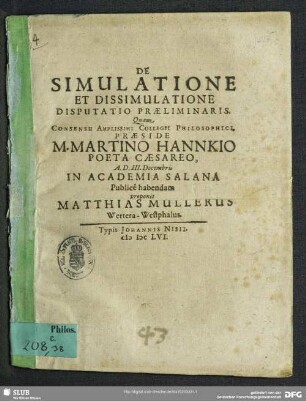 4
DE
SIMULATIONE
ET DISSIMULATIONE
DISPUTATIO PRÆLIMINARIS.
Quam,
CONSENSU AMPLISSIMI COLLEGII PHILOSOPHICI,
PRÆSIDE
M. MARTINO HANNKIO
POETA CÆSAREO,
A. D. III. Decembris
IN ACADEMIA SALANA
Publicè habendam
proponit
MATTHIAS MULLERUS
Wertera-Westphalus.
Typis JOHANNIS NISII.
cIɔ Iɔc LVI.
Philos.
C.
208,38
43
SLUB
DFG